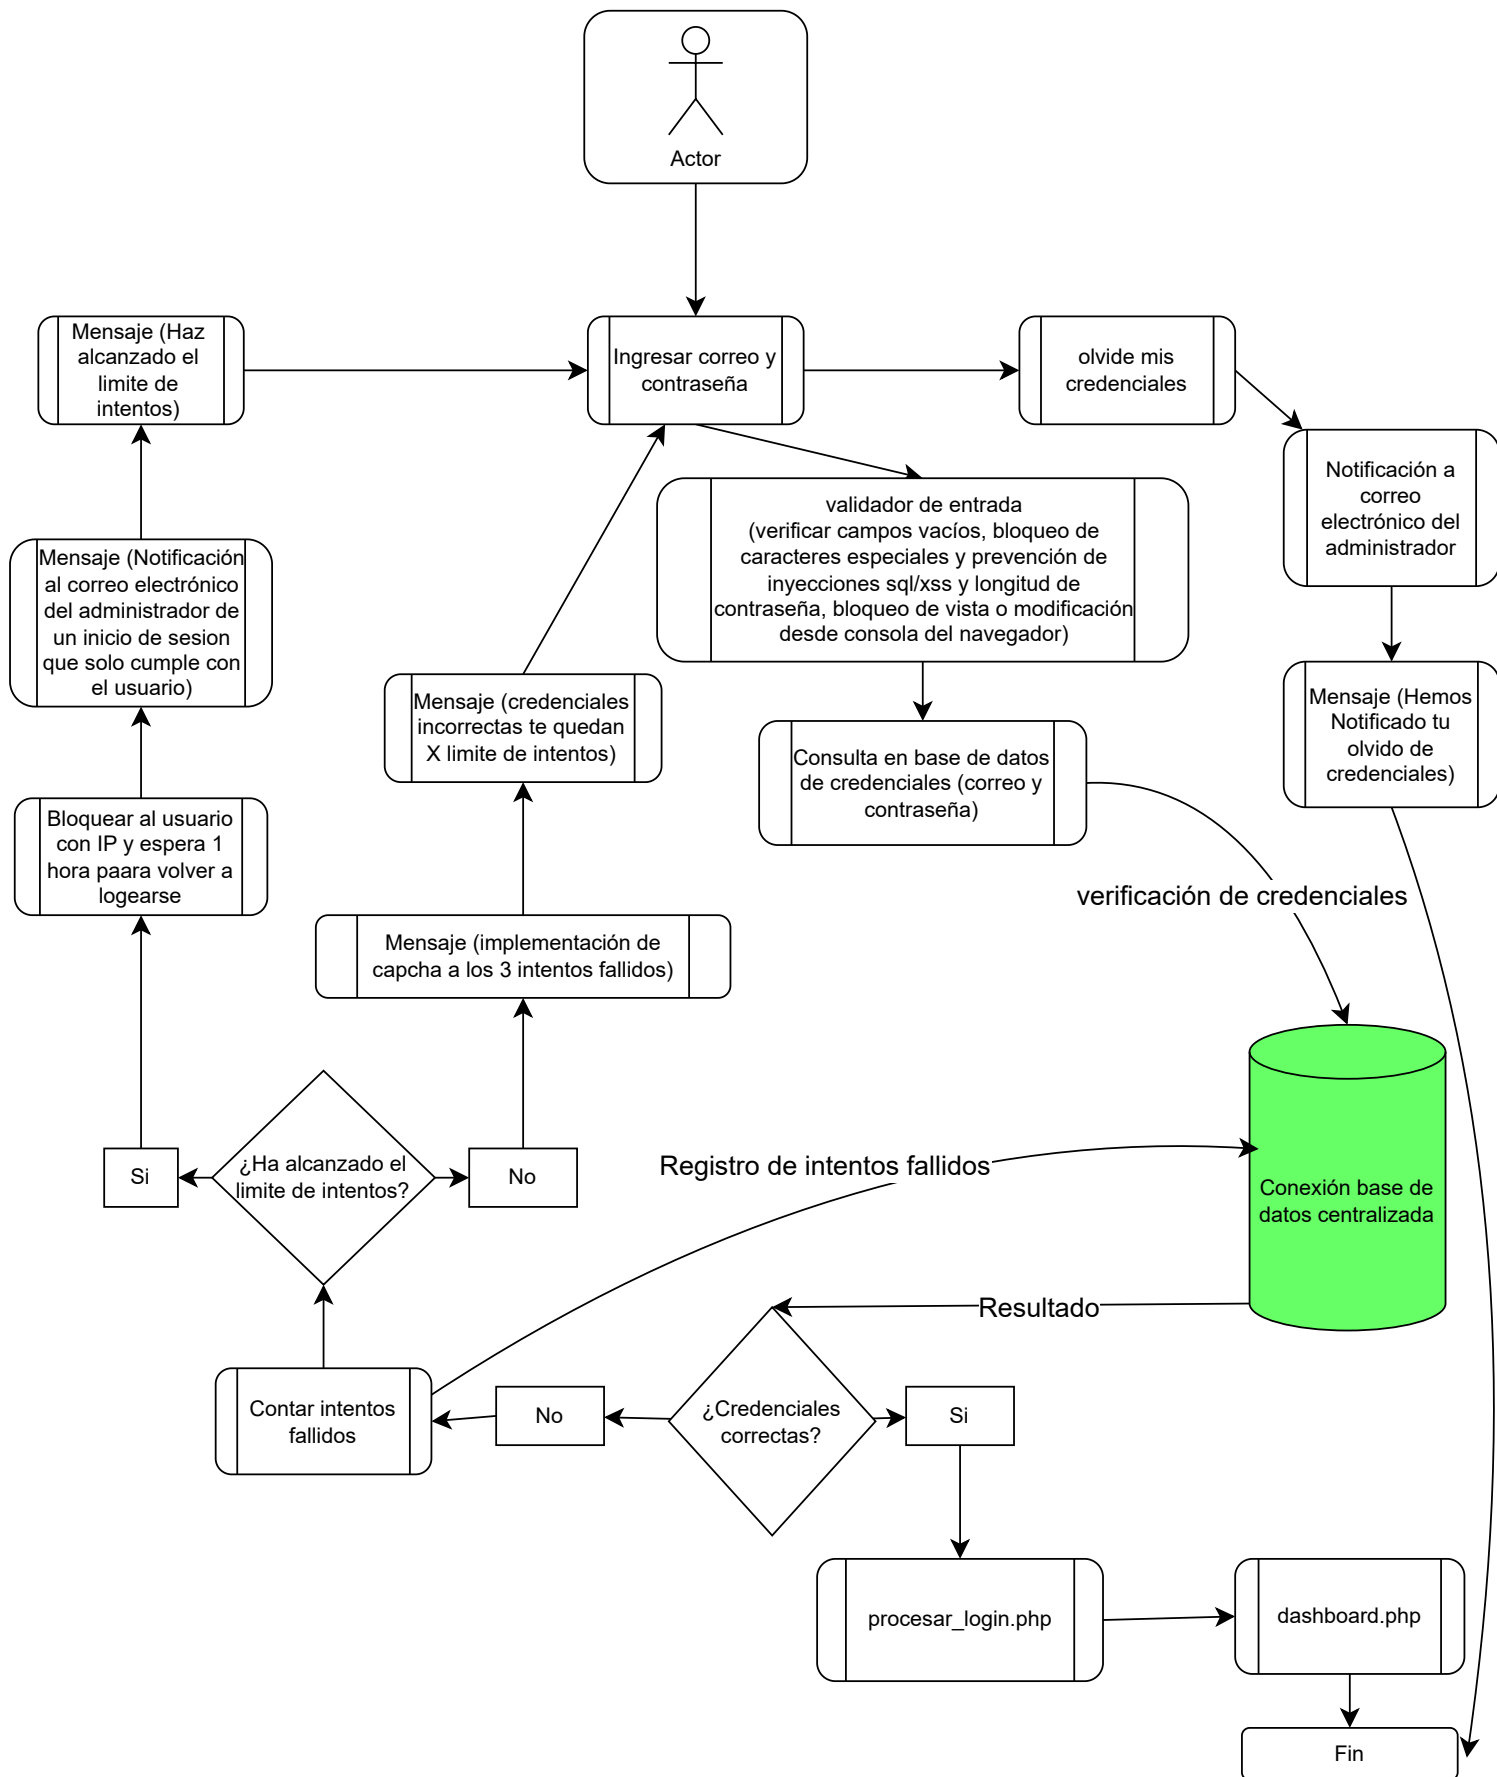 Actor
Mensaje (Haz
alcanzado el
limite de
intentos)
Ingresar correo y
contraseña
olvide mis
credenciales
Notificación a
correo
electrónico del
administrador
validador de entrada
(verificar campos vacíos, bloqueo de
caracteres especiales y prevención de
inyecciones sql/xss y longitud de
contraseña, bloqueo de vista o modificación
desde consola del navegador)
Mensaje (Notificación
al correo electrónico
del administrador de
un inicio de sesion
que solo cumple con
el usuario)
Mensaje (credenciales
incorrectas te quedan
X limite de intentos)
Mensaje (Hemos
Notificado tu
olvido de
credenciales)
Consulta en base de datos
de credenciales (correo y
contraseña)
Bloquear al usuario
con IP y espera 1
hora paara volver a
logearse
verificación de credenciales
Mensaje (implementación de
capcha a los 3 intentos fallidos)
¿Ha alcanzado el
limite de intentos?
Si
No
Registro de intentos fallidos
Conexión base de
datos centralizada
Resultado
Contar intentos
fallidos
No
¿Credenciales
correctas?
Si
procesar_login.php
dashboard.php
Fin